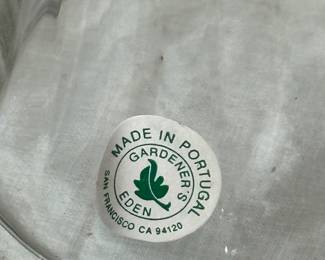 MADE IN PORTUGAL
GARDENER'S
EDEN
SAN FRANCISCO CA 94120